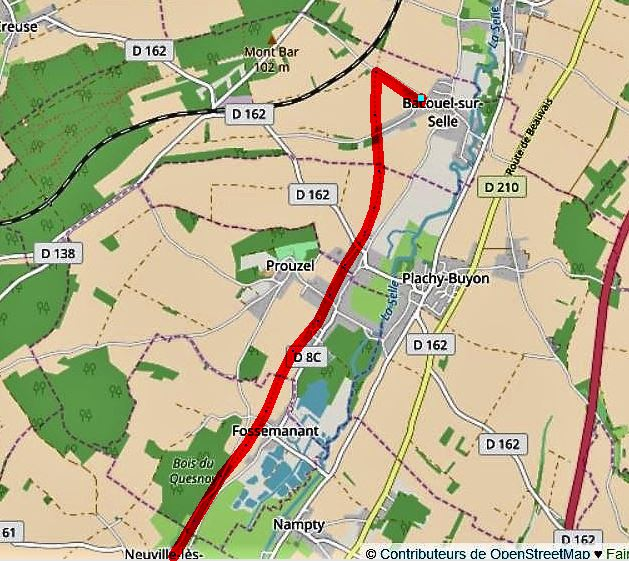 Creuse
D 162
Mont Bar
102 m
La Selle
D 162
Bacouel-sur-
Selle
Route de Beauvais
D 162
D 210
D 138
Prouzel
Plachy-Buyon
La Selle
D 8C
D 162
Fossemanant
D 162
Bois du
Quesnoy
61
Nampty
D 162
Neuville-lès-
© Contributeurs de OpenStreetMap ♥ Fair